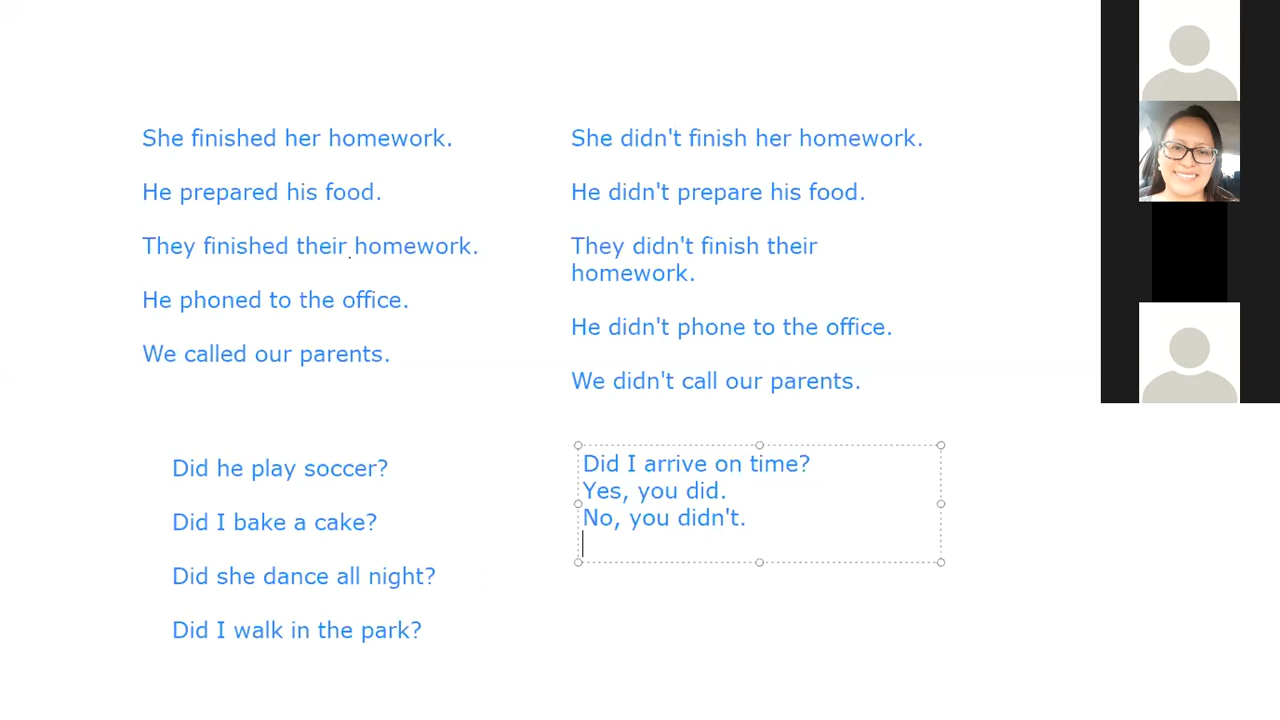 She finished her homework.
He prepared his food.
They finished their homework.
He phoned to the office.
We called our parents.
She didn't finish her homework.
He didn't prepare his food.
They didn't finish their
homework.
He didn't phone to the office.
We didn't call our parents.
Did he play soccer?
Did I bake a cake?
Did she dance all night?
Did I walk in the park?
Did I arrive on time?
Yes, you did.
No, you didn't.